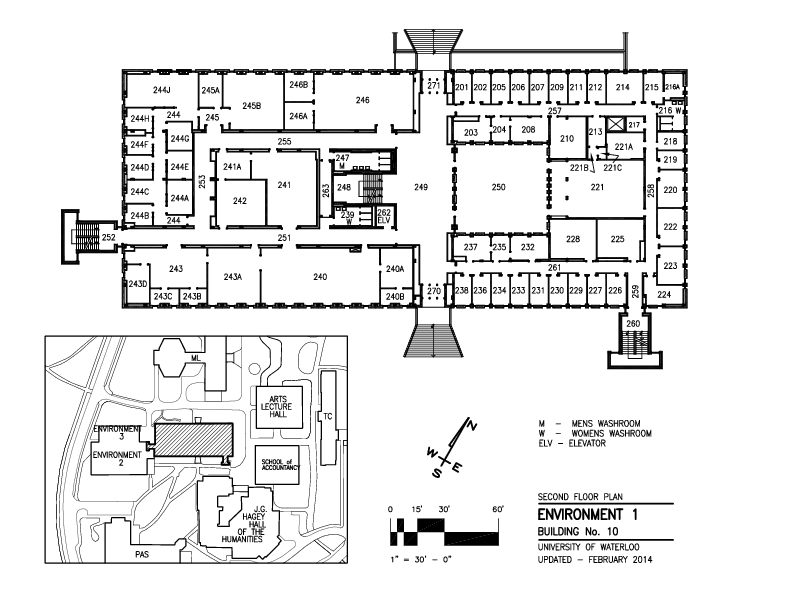 271
201 202 205 206 207 209 211 212 214 215 216A
244J 245A 246B
245B 246
257 216 W
244H 244 245 246A
203 204 208 210 213 217
244F 244G 255 218
221A
244D 244E 241A 247 M 219
221B 221C
253 241 263 248 249 250 221 258 220
244C 244A 242
244B 244 239 W 262 ELV 222
252 251 237 235 232 228 225
243 243A 240 240A 261 223
243D 243C 243B 240B 270 238 236 234 233 231 230 229 227 226 259 224
260
ML
ARTS
LECTURE
HALL
TC
ENVIRONMENT
3
ENVIRONMENT
2
SCHOOL of
ACCOUNTANCY
J.G.
HAGEY
HALL
OF THE
HUMANITIES
PAS
N
W
E
S
M – MENS WASHROOM
W – WOMENS WASHROOM
ELV – ELEVATOR
0 15' 30' 60'
1" = 30' - 0"
SECOND FLOOR PLAN
ENVIRONMENT 1
BUILDING No. 10
UNIVERSITY OF WATERLOO
UPDATED – FEBRUARY 2014